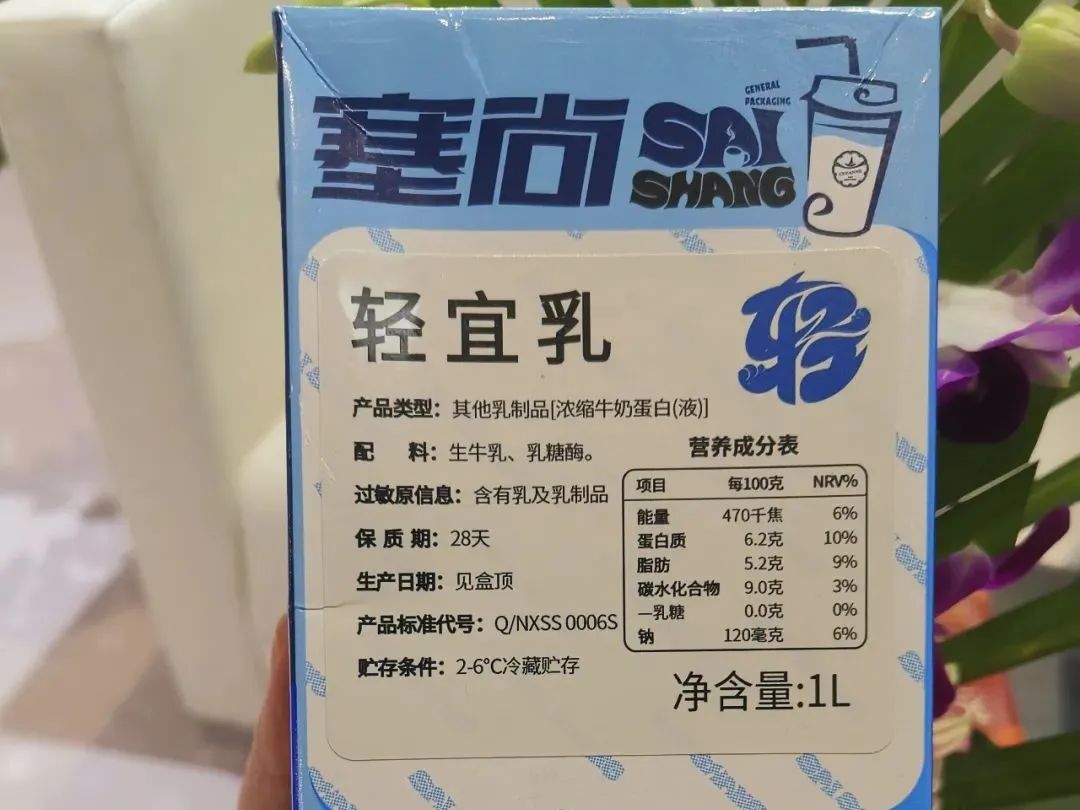 塞尚
SAI
SHANG
GENERAL
PACKAGING
轻宜乳
轻
产品类型：其他乳制品[浓缩牛奶蛋白(液)]
配 料：生牛乳、乳糖酶。
过敏原信息：含有乳及乳制品
保 质 期：28天
生产日期：见盒顶
产品标准代号：Q/NXSS 0006S
贮存条件：2-6℃冷藏贮存
营养成分表
项目 每100克 NRV%
能量 470千焦 6%
蛋白质 6.2克 10%
脂肪 5.2克 9%
碳水化合物 9.0克 3%
—乳糖 0.0克 0%
钠 120毫克 6%
净含量:1L